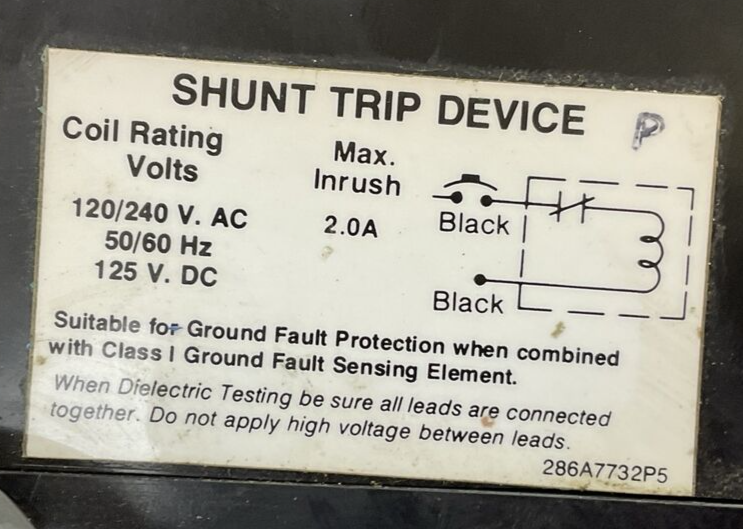 SHUNT TRIP DEVICE P
Coil Rating
Volts
Max.
Inrush
120/240 V. AC
50/60 Hz
125 V. DC
2.0A
Black
Black
Suitable for Ground Fault Protection when combined
with Class I Ground Fault Sensing Element.
When Dielectric Testing be sure all leads are connected
together. Do not apply high voltage between leads.
286A7732P5